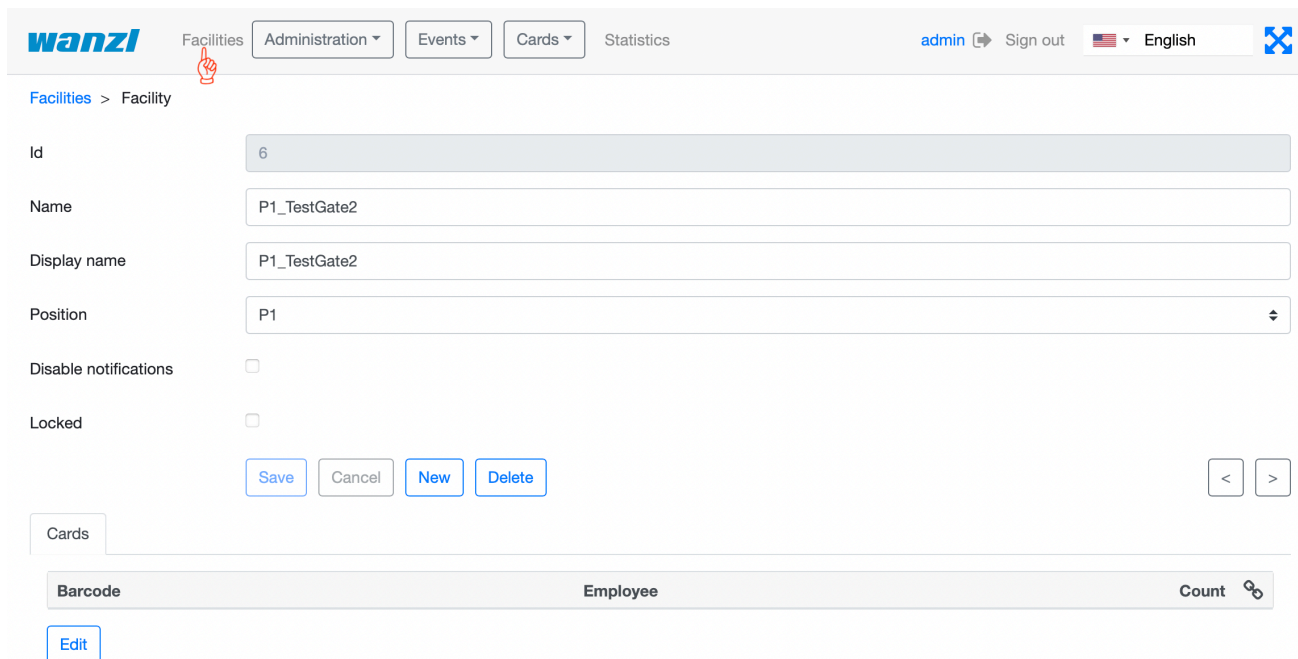 wanzl Facilities Administration Events Cards Statistics admin Sign out English
Facilities > Facility
Id 6
Name P1_TestGate2
Display name P1_TestGate2
Position P1
Disable notifications
Locked
Save Cancel New Delete < >
Cards
Barcode Employee Count
Edit